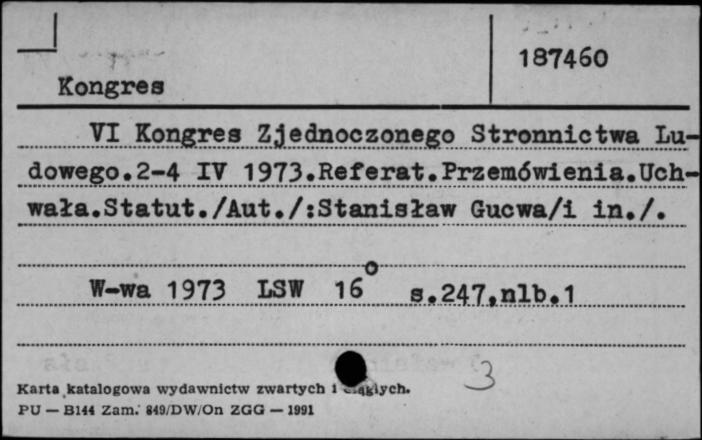 187460
Kongres
VI Kongres Zjednoczonego Stronnictwa Lu-
dowego.2-4 IV 1973.Referat.Przemówienia.Uch-
wała.Statut./Aut./:Stanisław Gucwa/i in./.
W-wa 1973 LSW 16° s.247,nlb.1
3
Karta katalogowa wydawnictw zwartych i ciągłych.
PU — B144 Zam. 849/DW/On ZGG — 1991